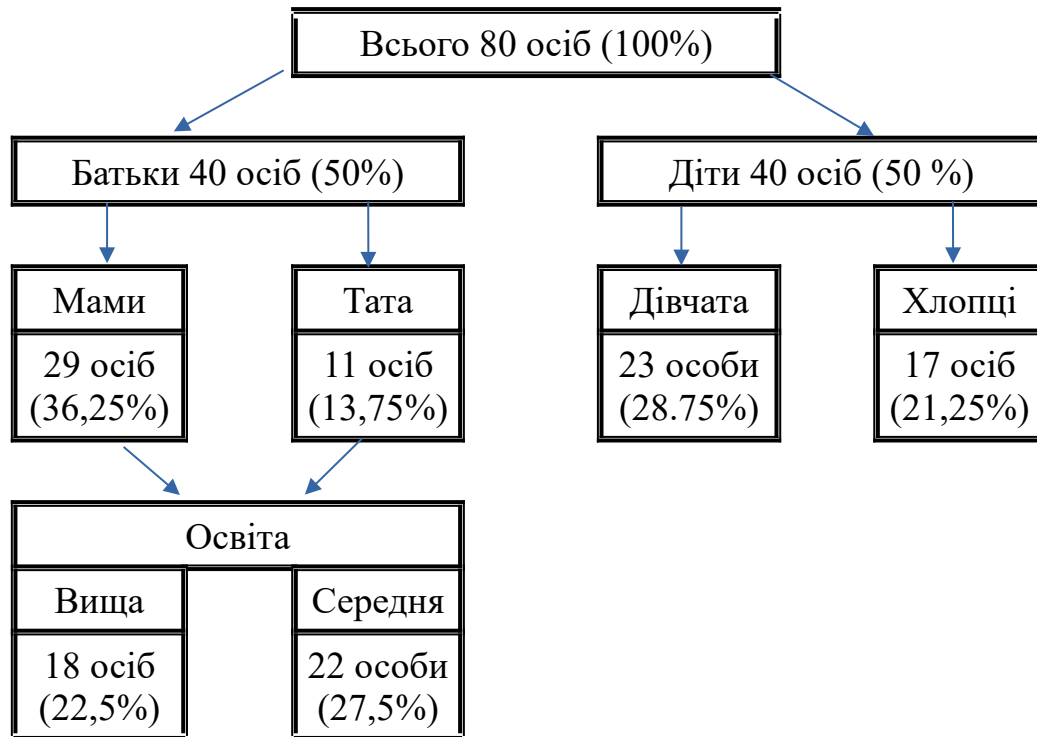 Всього 80 осіб (100%)
Батьки 40 осіб (50%)
Діти 40 осіб (50 %)
Мами
Тата
Дівчата
Хлопці
29 осіб
(36,25%)
11 осіб
(13,75%)
23 особи
(28.75%)
17 осіб
(21,25%)
Освіта
Вища
Середня
18 осіб
(22,5%)
22 особи
(27,5%)